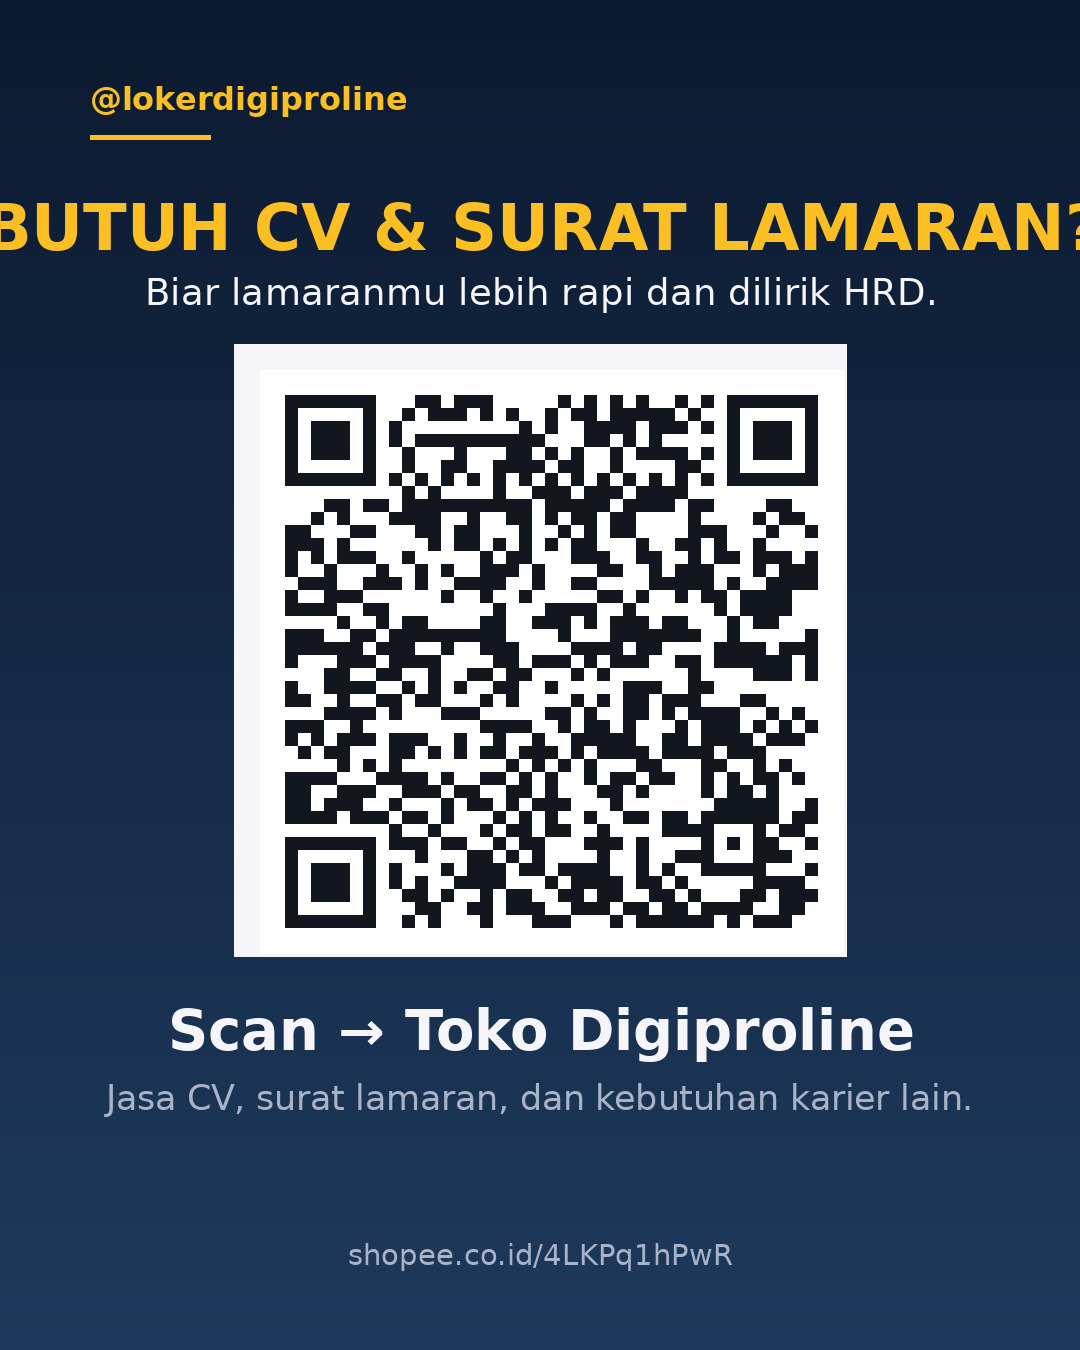 @lokerdigiproline
BUTUH CV & SURAT LAMARAN?
Biar lamaranmu lebih rapi dan dilirik HRD.
Scan → Toko Digiproline
Jasa CV, surat lamaran, dan kebutuhan karier lain.
shopee.co.id/4LKPq1hPwR